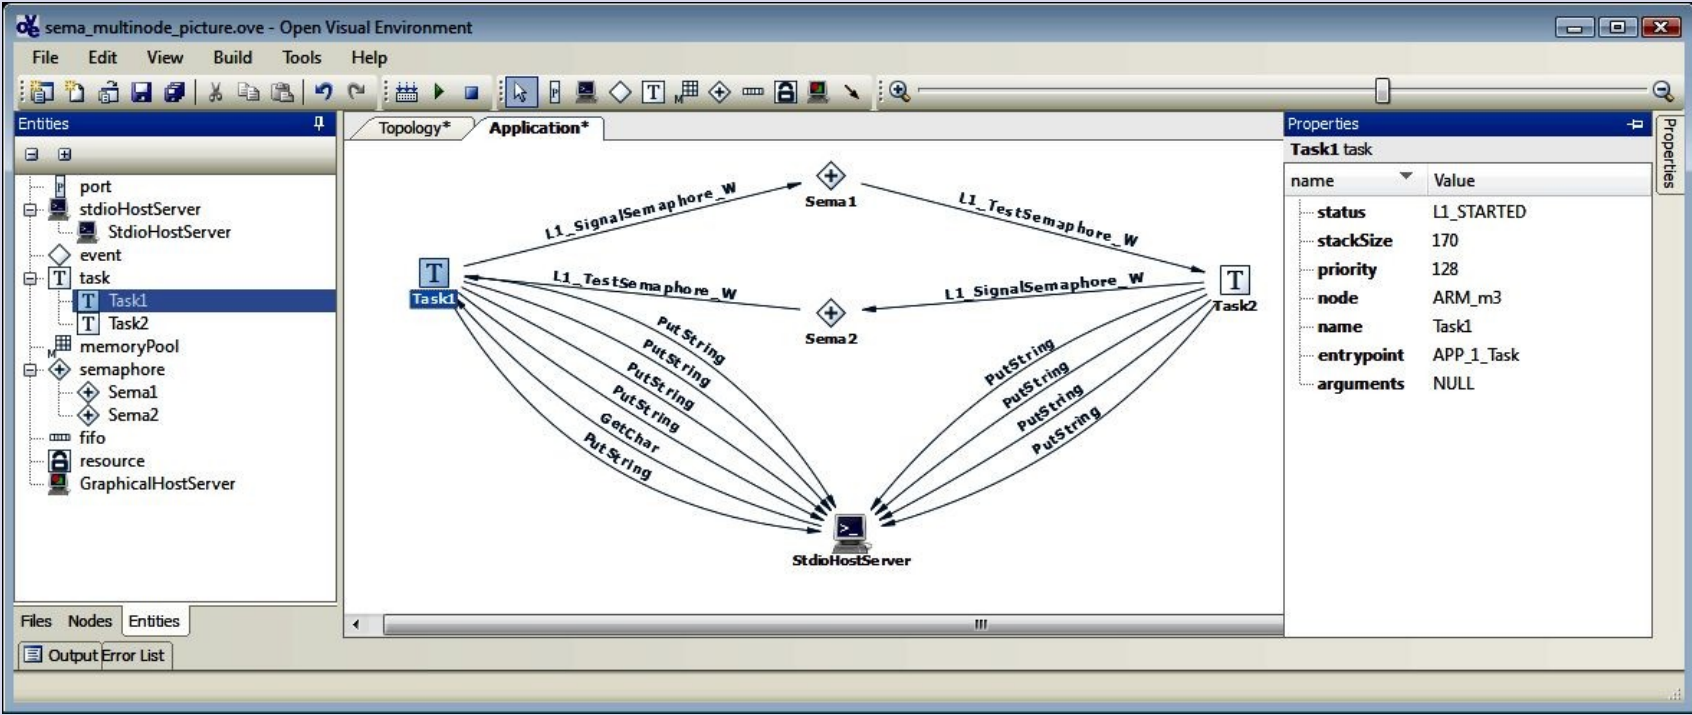 sema_multinode_picture.ove - Open Visual Environment
File Edit View Build Tools Help
Entities
port
stdioHostServer
StdioHostServer
event
task
Task1
Task2
memoryPool
semaphore
Sema1
Sema2
fifo
resource
GraphicalHostServer
Files Nodes Entities
Output Error List
Topology* Application*
L1_SignalSemaphore_W
Sema1
L1_TestSemaphore_W
Task1
L1_TestSemaphore_W
Sema2
L1_SignalSemaphore_W
Task2
PutString
PutString
PutString
PutString
GetChar
PutString
PutString
PutString
PutString
PutString
StdioHostServer
Properties
Task1 task
name Value
status L1_STARTED
stackSize 170
priority 128
node ARM_m3
name Task1
entrypoint APP_1_Task
arguments NULL
Properties